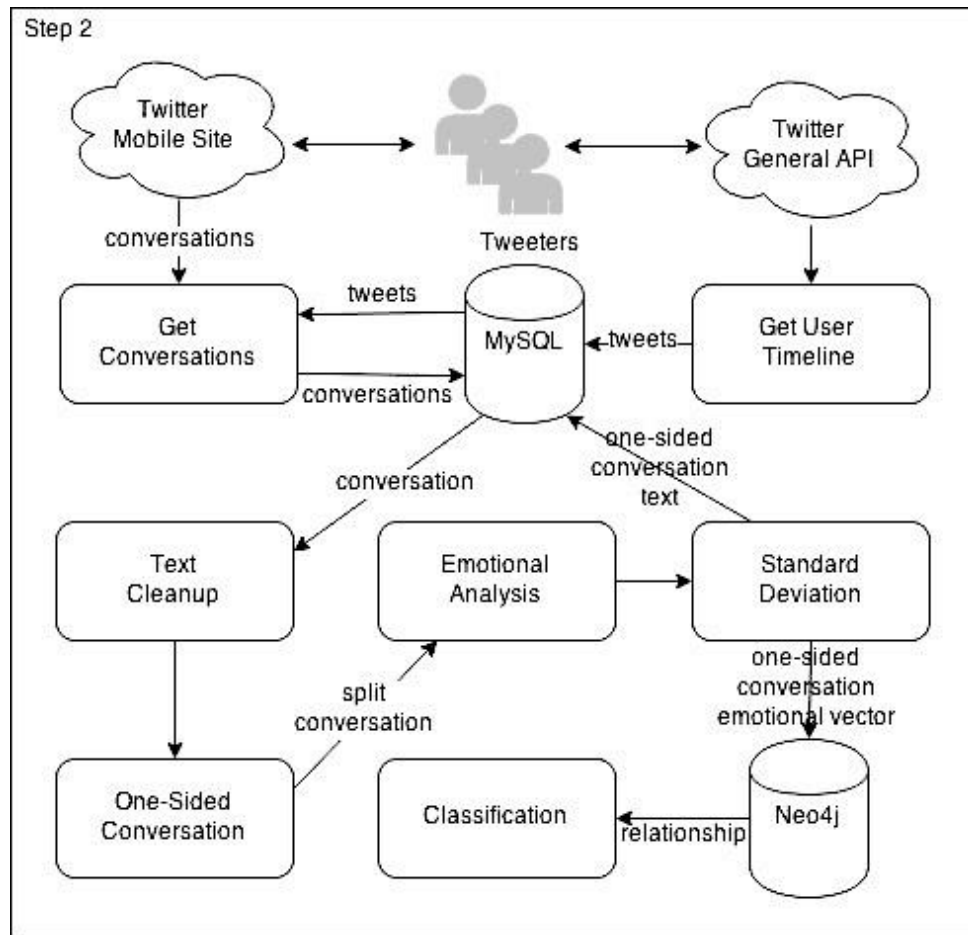 Step 2
Twitter
Mobile Site
Twitter
General API
conversations
Tweeters
tweets
Get
Conversations
MySQL
tweets
Get User
Timeline
conversations
one-sided
conversation
text
conversation
Text
Cleanup
Emotional
Analysis
Standard
Deviation
one-sided
conversation
emotional vector
split
conversation
One-Sided
Conversation
Classification
relationship
Neo4j